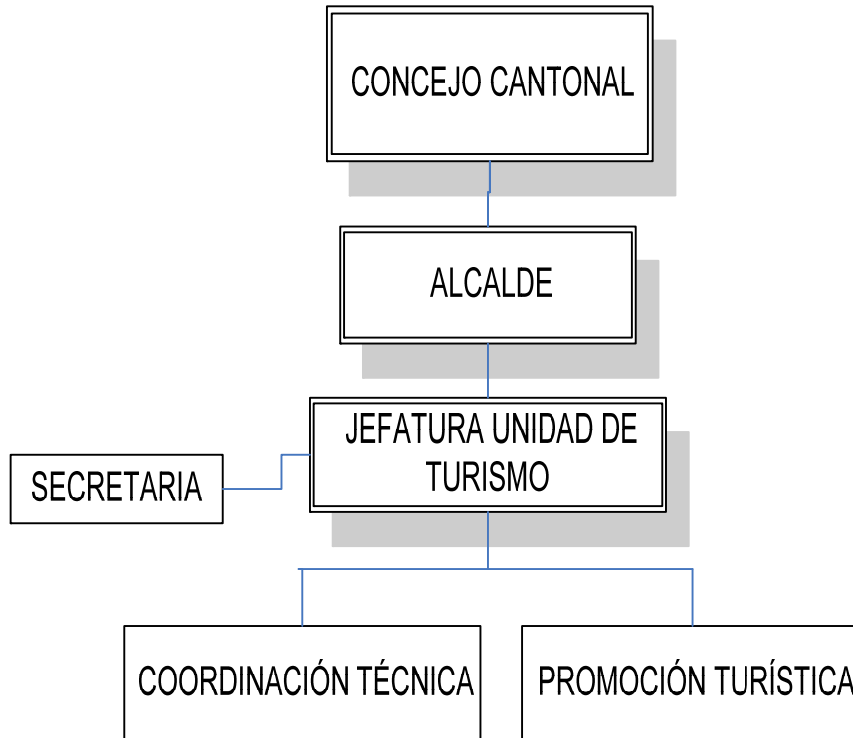 CONCEJO CANTONAL
ALCALDE
JEFATURA UNIDAD DE
TURISMO
SECRETARIA
COORDINACIÓN TÉCNICA
PROMOCIÓN TURÍSTICA